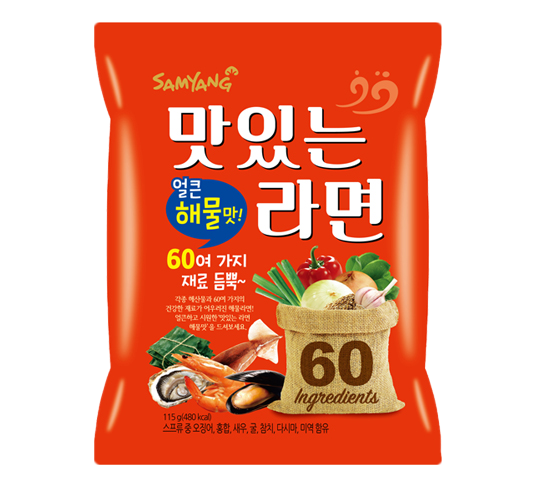 SAMYANG
맛있는
라면
얼큰
해물맛!
60여 가지
재료 듬뿍~
각종 해산물과 60여 가지의
건강한 재료가 어우러진 해물라면!
얼큰하고 시원한 '맛있는 라면
해물맛'을 드셔보세요.
60
Ingredients
115g(480kcal)
스프류 중 오징어, 홍합, 새우, 굴, 참치, 다시마, 미역 함유